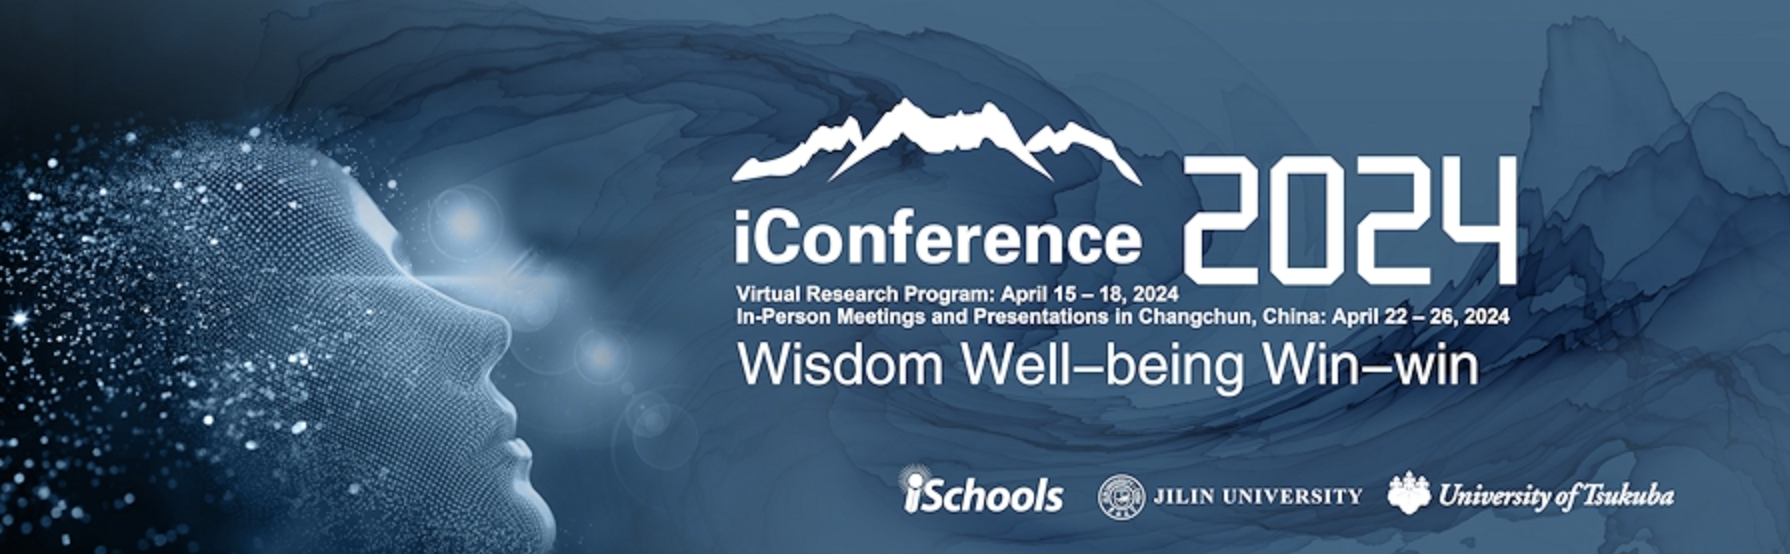 iConference 2024
Virtual Research Program: April 15 – 18, 2024
In-Person Meetings and Presentations in Changchun, China: April 22 – 26, 2024
Wisdom Well–being Win–win
iSchools JILIN UNIVERSITY University of Tsukuba